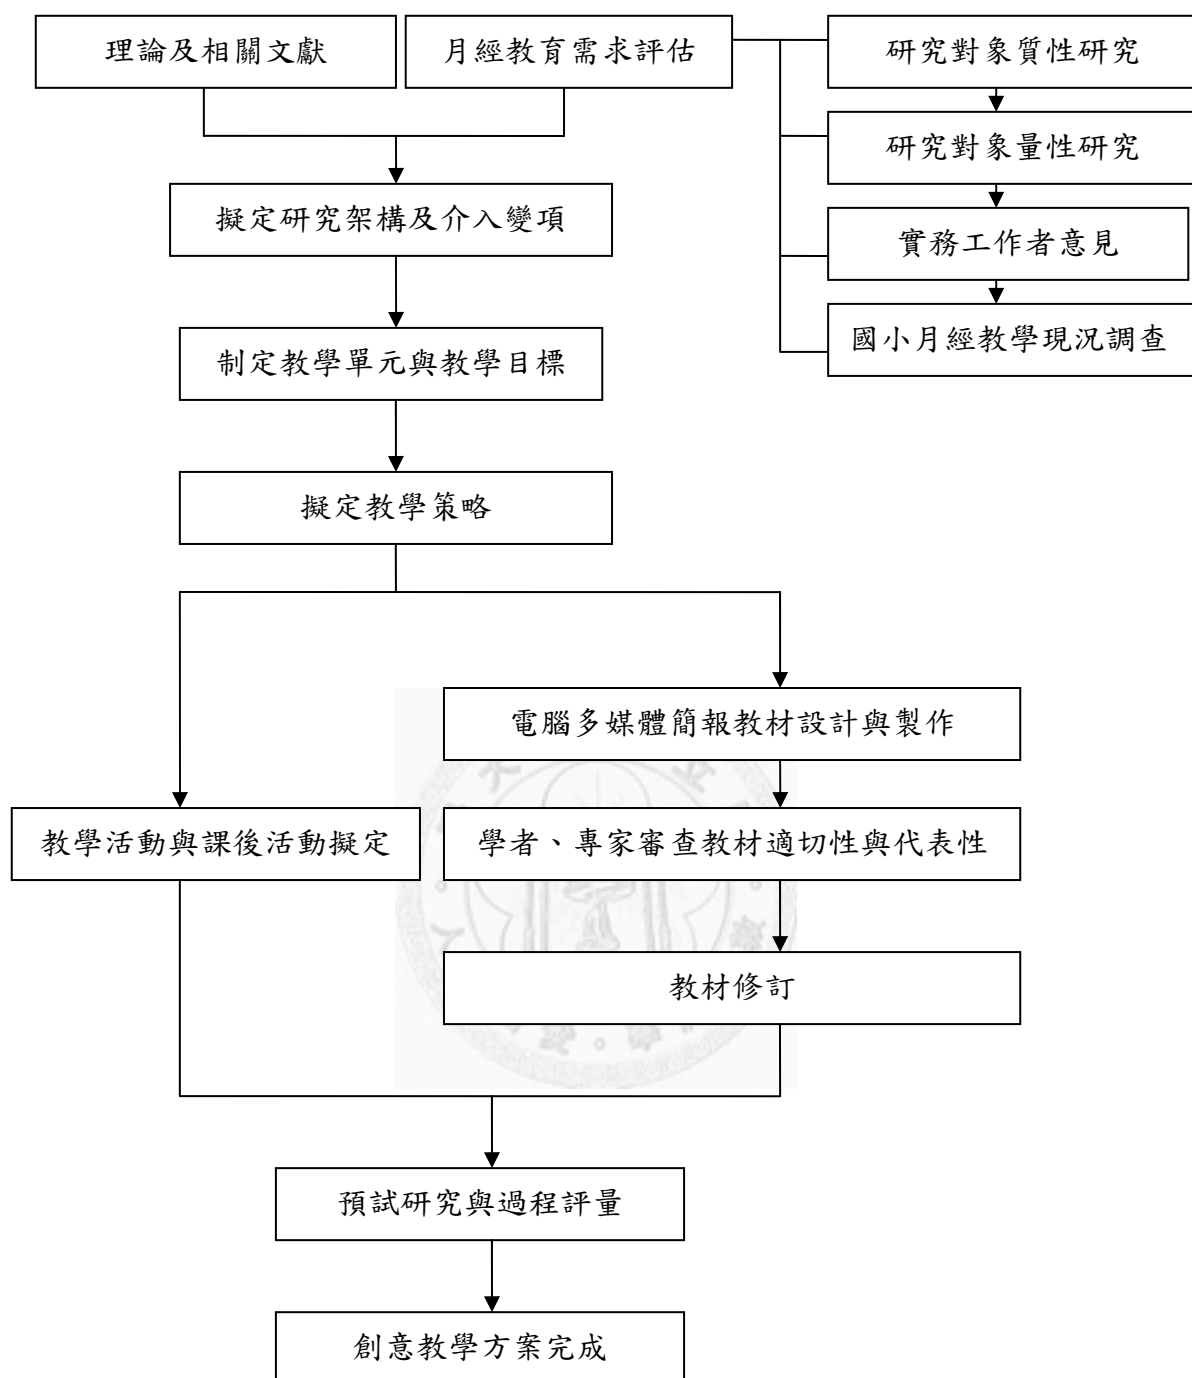 理論及相關文獻
月經教育需求評估
研究對象質性研究
研究對象量性研究
實務工作者意見
國小月經教學現況調查
擬定研究架構及介入變項
制定教學單元與教學目標
擬定教學策略
電腦多媒體簡報教材設計與製作
教學活動與課後活動擬定
學者、專家審查教材適切性與代表性
教材修訂
預試研究與過程評量
創意教學方案完成